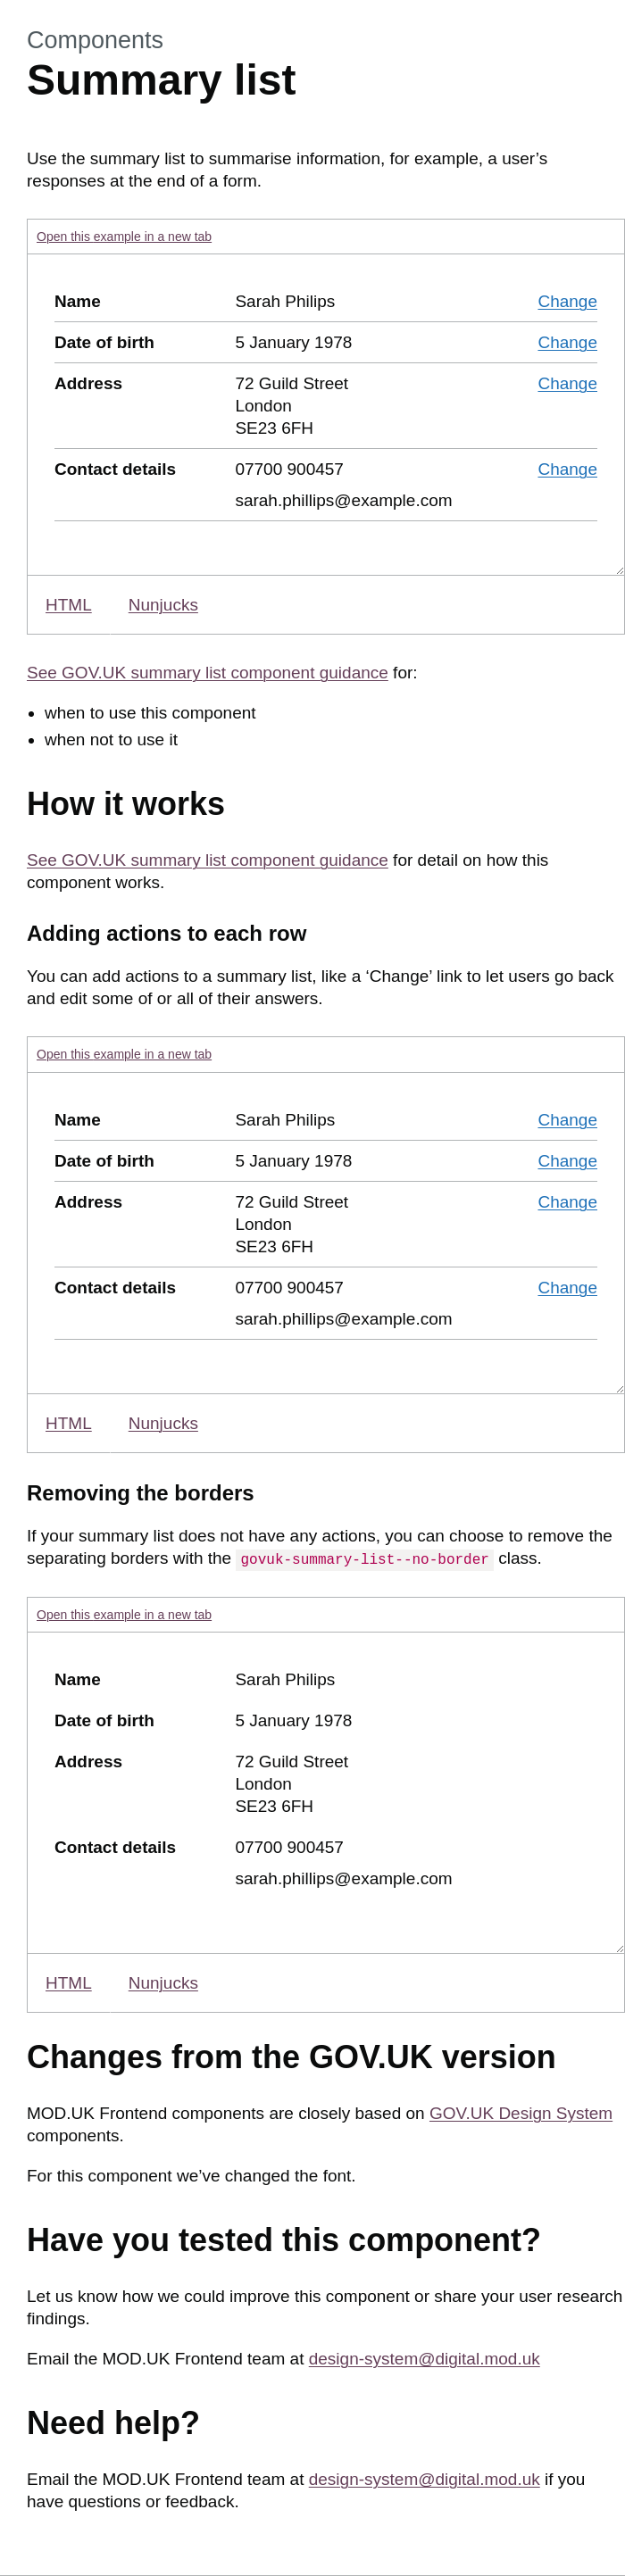 Components
Summary list
Use the summary list to summarise information, for example, a user’s
responses at the end of a form.
Open this example in a new tab
Name Sarah Philips Change
Date of birth 5 January 1978 Change
Address 72 Guild Street Change
London
SE23 6FH
Contact details 07700 900457 Change
sarah.phillips@example.com
HTML Nunjucks
See GOV.UK summary list component guidance for:
• when to use this component
• when not to use it
How it works
See GOV.UK summary list component guidance for detail on how this
component works.
Adding actions to each row
You can add actions to a summary list, like a ‘Change’ link to let users go back
and edit some of or all of their answers.
Open this example in a new tab
Name Sarah Philips Change
Date of birth 5 January 1978 Change
Address 72 Guild Street Change
London
SE23 6FH
Contact details 07700 900457 Change
sarah.phillips@example.com
HTML Nunjucks
Removing the borders
If your summary list does not have any actions, you can choose to remove the
separating borders with the govuk-summary-list--no-border class.
Open this example in a new tab
Name Sarah Philips
Date of birth 5 January 1978
Address 72 Guild Street
London
SE23 6FH
Contact details 07700 900457
sarah.phillips@example.com
HTML Nunjucks
Changes from the GOV.UK version
MOD.UK Frontend components are closely based on GOV.UK Design System
components.
For this component we’ve changed the font.
Have you tested this component?
Let us know how we could improve this component or share your user research
findings.
Email the MOD.UK Frontend team at design-system@digital.mod.uk
Need help?
Email the MOD.UK Frontend team at design-system@digital.mod.uk if you
have questions or feedback.